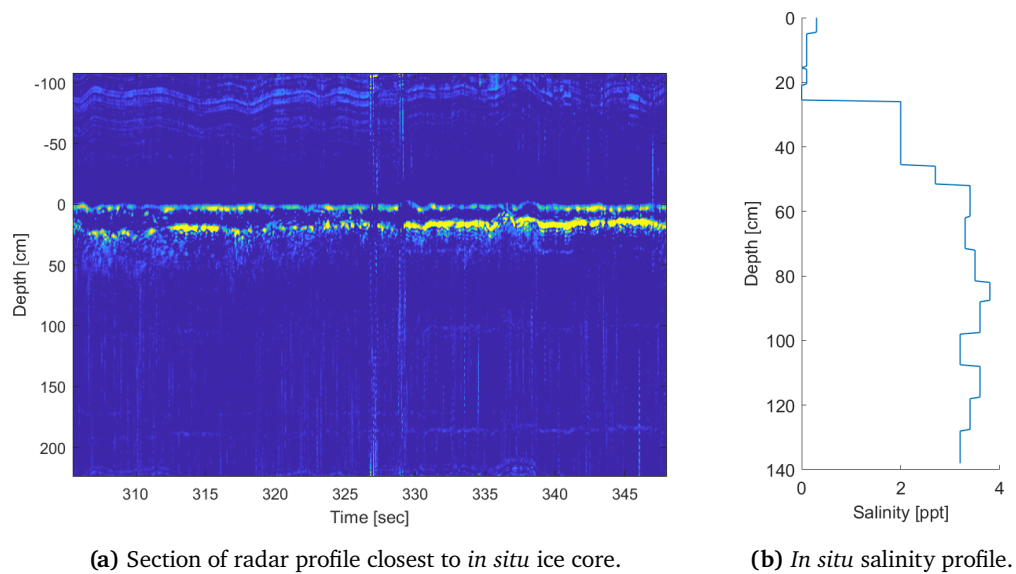 -100
-50
0
50
100
150
200
Depth [cm]
310 315 320 325 330 335 340 345
Time [sec]
(a) Section of radar profile closest to in situ ice core.
0
20
40
60
80
100
120
140
Depth [cm]
0 2 4
Salinity [ppt]
(b) In situ salinity profile.